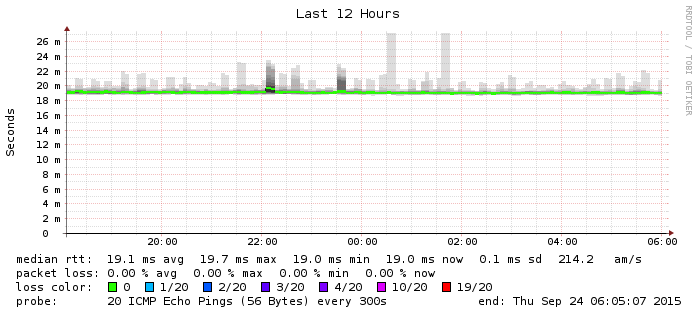 Last 12 Hours
RRDTOOL / TOBI OETIKER
Seconds
26 m
24 m
22 m
20 m
18 m
16 m
14 m
12 m
10 m
8 m
6 m
4 m
2 m
0
20:00 22:00 00:00 02:00 04:00 06:00
median rtt: 19.1 ms avg 19.7 ms max 19.0 ms min 19.0 ms now 0.1 ms sd 214.2 am/s
packet loss: 0.00 % avg 0.00 % max 0.00 % min 0.00 % now
loss color: 0 1/20 2/20 3/20 4/20 10/20 19/20
probe: 20 ICMP Echo Pings (56 Bytes) every 300s end: Thu Sep 24 06:05:07 2015